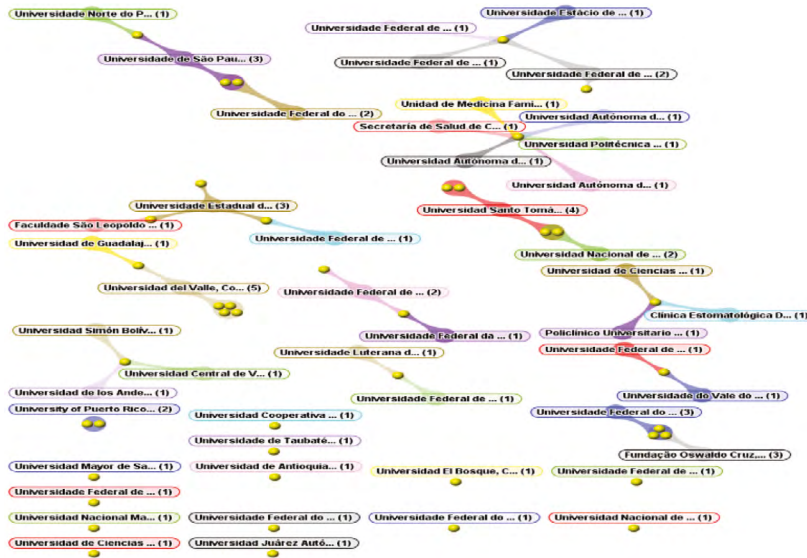 Universidade Norte do P... (1)
Universidade Estácio de ... (1)
Universidade Federal de ... (1)
Universidade de São Pau... (3)
Universidade Federal de ... (1)
Universidade Federal de ... (2)
Universidade Federal do ... (2)
Unidad de Medicina Fami... (1)
Universidad Autónoma d... (1)
Secretaría de Salud de C... (1)
Universidad Politécnica ... (1)
Universidad Autónoma d... (1)
Universidad Autónoma d... (1)
Universidade Estadual d... (3)
Universidad Santo Tomá... (4)
Faculdade São Leopoldo ... (1)
Universidade Federal de ... (1)
Universidad de Guadalaj... (1)
Universidad Nacional de ... (2)
Universidad de Ciencias ... (1)
Universidad del Valle, Co... (5)
Universidade Federal de ... (2)
Clínica Estomatológica D... (1)
Universidad Simón Bolív... (1)
Universidade Federal da ... (1)
Policlínico Universitario ... (1)
Universidade Luterana d... (1)
Universidade Federal de ... (1)
Universidad Central de V... (1)
Universidad de los Ande... (1)
Universidade Federal de ... (1)
Universidade do Vale do ... (1)
University of Puerto Rico... (2)
Universidad Cooperativa ... (1)
Universidade Federal do ... (3)
Universidade de Taubaté... (1)
Fundação Oswaldo Cruz,... (3)
Universidad Mayor de Sa... (1)
Universidad de Antioquia... (1)
Universidad El Bosque, C... (1)
Universidade Federal de ... (1)
Universidade Federal de ... (1)
Universidad Nacional Ma... (1)
Universidade Federal do ... (1)
Universidade Federal do ... (1)
Universidad Nacional de ... (1)
Universidad de Ciencias ... (1)
Universidad Juárez Autó... (1)